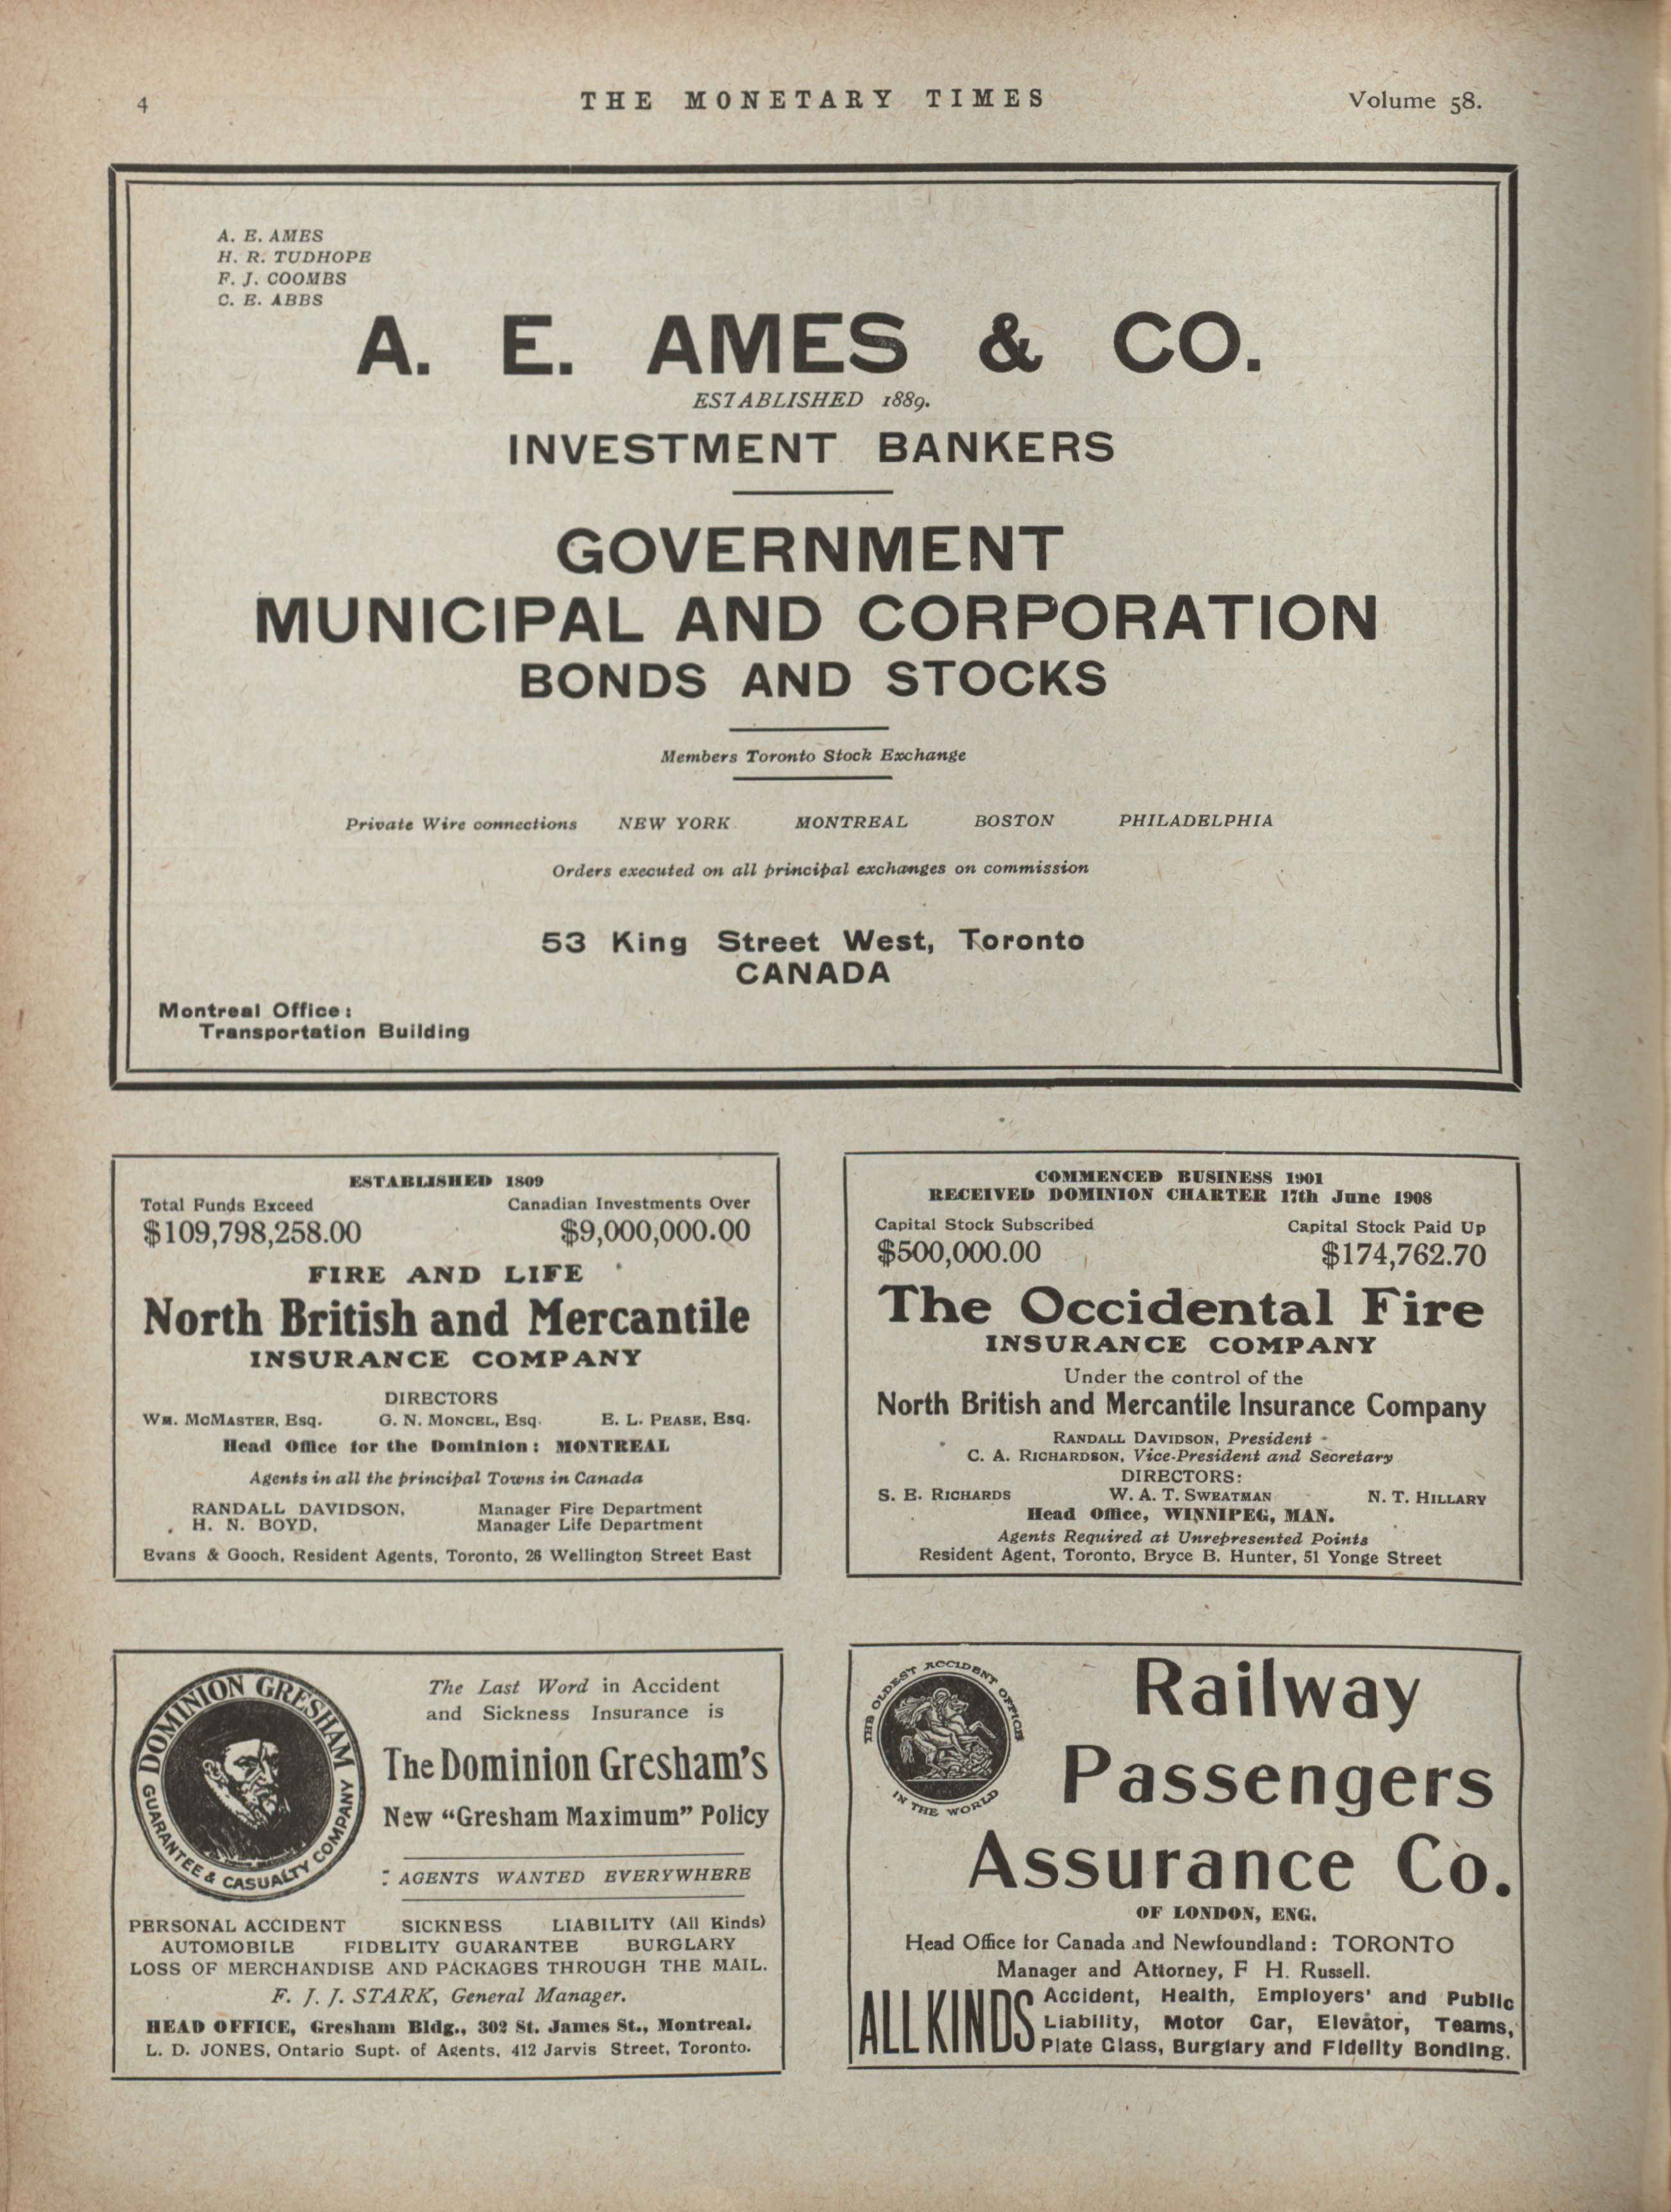 4 THE MONETARY TIMES Volume 58.
A. E. AMES
H. R. TUDHOPE
F. J. COOMBS
C. E. ABBS
A. E. AMES & CO.
ESTABLISHED 1889.
INVESTMENT BANKERS
GOVERNMENT
MUNICIPAL AND CORPORATION
BONDS AND STOCKS
Members Toronto Stock Exchange
Private Wire connections NEW YORK MONTREAL BOSTON PHILADELPHIA
Orders executed on all principal exchanges on commission
53 King Street West, Toronto
CANADA
Montreal Office:
Transportation Building
ESTABLISHED 1809
Total Funds Exceed Canadian Investments Over
$109,798,258.00 $9,000,000.00
FIRE AND LIFE
North British and Mercantile
INSURANCE COMPANY
DIRECTORS
WM. MCMASTER, Esq. G. N. MONCEL, Esq. E. L. PEASE, Esq.
Head Office for the Dominion: MONTREAL
Agents in all the principal Towns in Canada
RANDALL DAVIDSON, Manager Fire Department
H. N. BOYD, Manager Life Department
Evans & Gooch, Resident Agents, Toronto, 26 Wellington Street East
COMMENCED BUSINESS 1901
RECEIVED DOMINION CHARTER 17th June 1908
Capital Stock Subscribed Capital Stock Paid Up
$500,000.00 $174,762.70
The Occidental Fire
INSURANCE COMPANY
Under the control of the
North British and Mercantile Insurance Company
RANDALL DAVIDSON, President
C. A. RICHARDSON, Vice-President and Secretary
DIRECTORS:
S. E. RICHARDS W. A. T. SWEATMAN N. T. HILLARY
Head Office, WINNIPEG, MAN.
Agents Required at Unrepresented Points
Resident Agent, Toronto, Bryce B. Hunter, 51 Yonge Street
DOMINION GRESHAM
GUARANTEE & CASUALTY COMPANY
The Last Word in Accident
and Sickness Insurance is
The Dominion Gresham's
New "Gresham Maximum" Policy
: AGENTS WANTED EVERYWHERE
PERSONAL ACCIDENT SICKNESS LIABILITY (All Kinds)
AUTOMOBILE FIDELITY GUARANTEE BURGLARY
LOSS OF MERCHANDISE AND PACKAGES THROUGH THE MAIL.
F. J. J. STARK, General Manager.
HEAD OFFICE, Gresham Bldg., 302 St. James St., Montreal.
L. D. JONES, Ontario Supt. of Agents, 412 Jarvis Street, Toronto.
THE OLDEST ACCIDENT OFFICE
IN THE WORLD
Railway
Passengers
Assurance Co.
OF LONDON, ENG.
Head Office for Canada and Newfoundland: TORONTO
Manager and Attorney, F H. Russell.
ALL KINDS
Accident, Health, Employers' and Public
Liability, Motor Car, Elevator, Teams,
Plate Glass, Burglary and Fidelity Bonding.